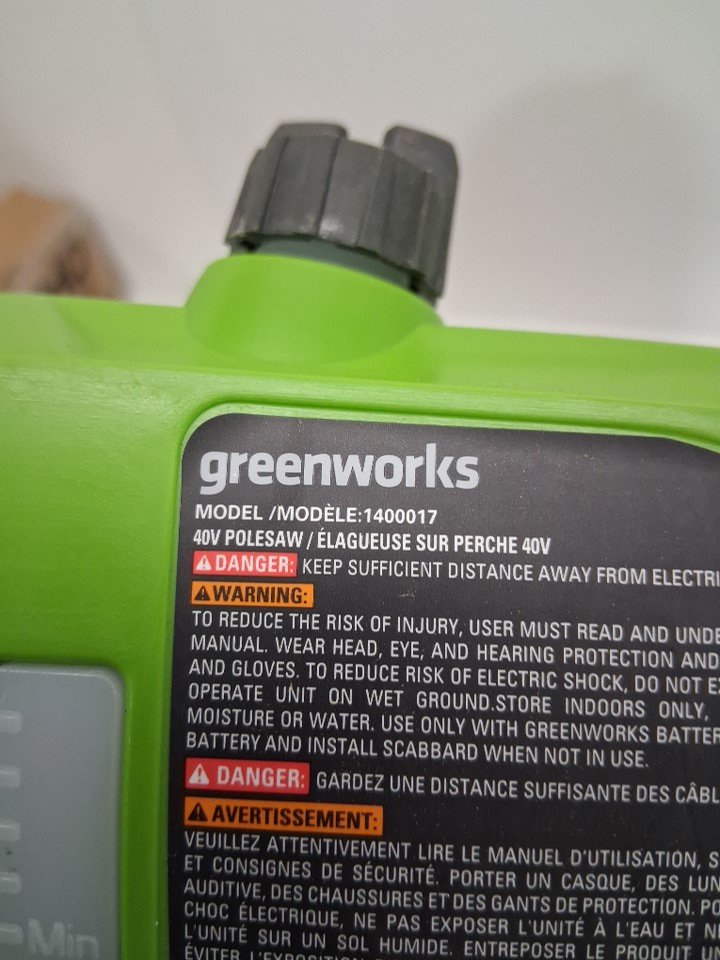 greenworks
MODEL /MODÈLE:1400017
40V POLESAW / ÉLAGUEUSE SUR PERCHE 40V
DANGER: KEEP SUFFICIENT DISTANCE AWAY FROM
WARNING:
TO REDUCE THE RISK OF INJURY, USER MUST READ AND
MANUAL. WEAR HEAD, EYE, AND HEARING PROTECTION AND
AND GLOVES. TO REDUCE RISK OF ELECTRIC SHOCK, DO NOT
OPERATE UNIT ON WET GROUND.STORE INDOORS ONLY,
MOISTURE OR WATER. USE ONLY WITH GREENWORKS
BATTERY AND INSTALL SCABBARD WHEN NOT IN USE.
DANGER: GARDEZ UNE DISTANCE SUFFISANTE DES
AVERTISSEMENT:
VEUILLEZ ATTENTIVEMENT LIRE LE MANUEL D'UTILISATION,
ET CONSIGNES DE SÉCURITÉ. PORTER UN CASQUE, DES
AUDITIVE, DES CHAUSSURES ET DES GANTS DE PROTECTION.
CHOC ÉLECTRIQUE, NE PAS EXPOSER L'UNITÉ À L'EAU ET
L'UNITÉ SUR UN SOL HUMIDE. ENTREPOSER LE PRODUIT
Min